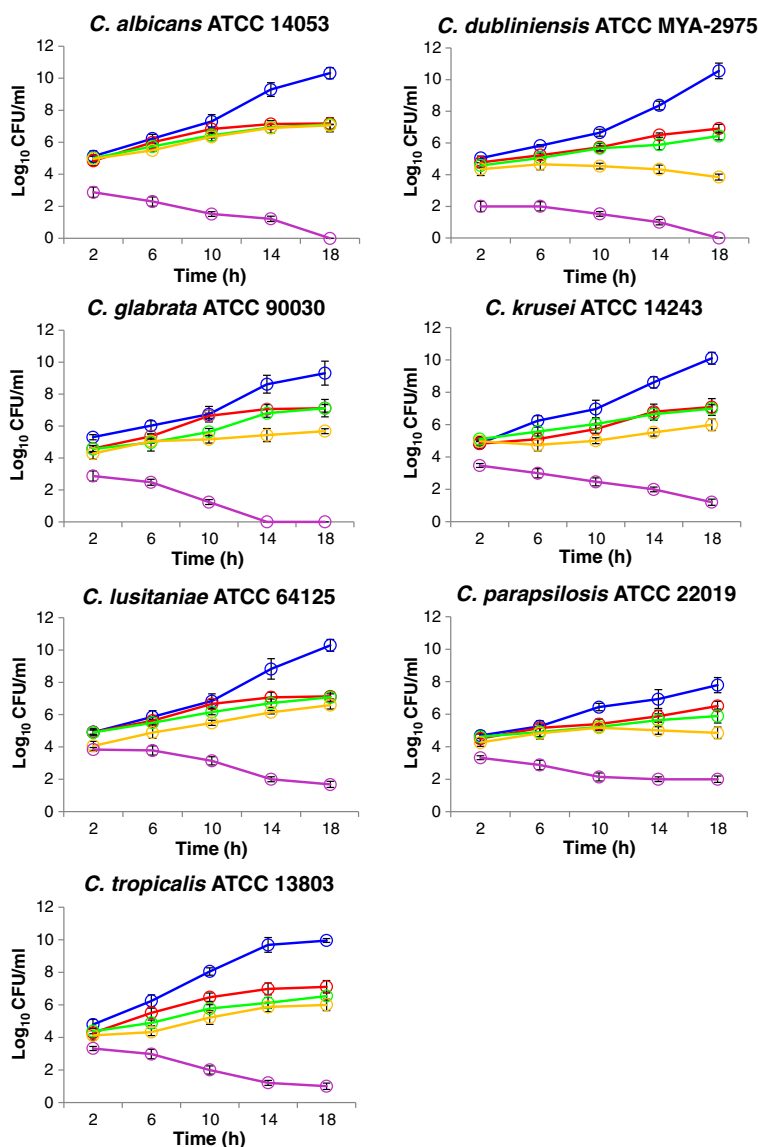 C. albicans ATCC 14053
12
10
8
6
4
2
0
Log10 CFU/ml
2 6 10 14 18
Time (h)
C. dubliniensis ATCC MYA-2975
12
10
8
6
4
2
0
Log10 CFU/ml
2 6 10 14 18
Time (h)
C. glabrata ATCC 90030
12
10
8
6
4
2
0
Log10 CFU/ml
2 6 10 14 18
Time (h)
C. krusei ATCC 14243
12
10
8
6
4
2
0
Log10 CFU/ml
2 6 10 14 18
Time (h)
C. lusitaniae ATCC 64125
12
10
8
6
4
2
0
Log10 CFU/ml
2 6 10 14 18
Time (h)
C. parapsilosis ATCC 22019
12
10
8
6
4
2
0
Log10 CFU/ml
2 6 10 14 18
Time (h)
C. tropicalis ATCC 13803
12
10
8
6
4
2
0
Log10 CFU/ml
2 6 10 14 18
Time (h)